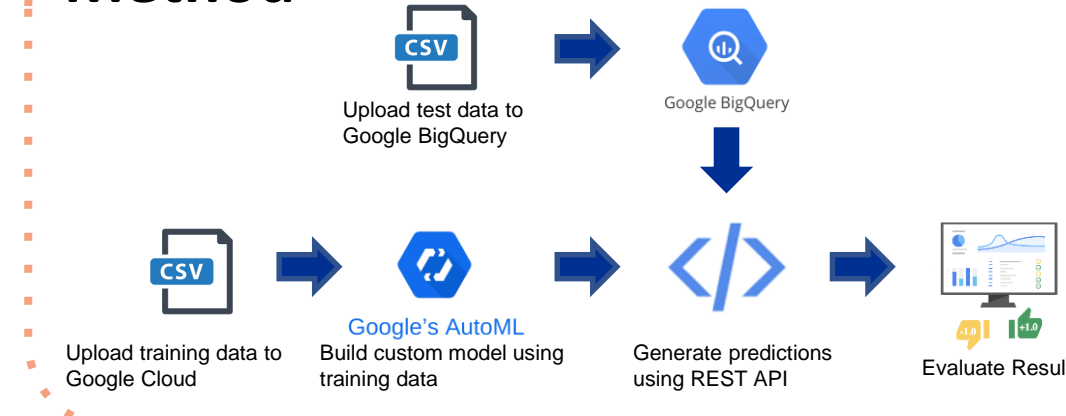 Method
CSV
Upload test data to
Google BigQuery
Google BigQuery
CSV
Upload training data to
Google Cloud
Google's AutoML
Build custom model using
training data
</>
Generate predictions
using REST API
-1.0
+1.0
Evaluate Resul